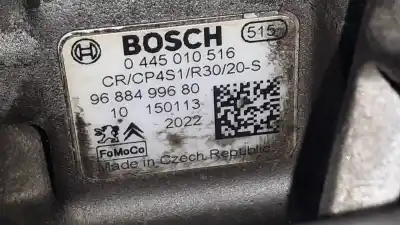 BOSCH
515
0 445 010 516
CR/CP4S1/R30/20-S
96 884 996 80
10 150113
2022
FoMoCo
Made in Czech Republic